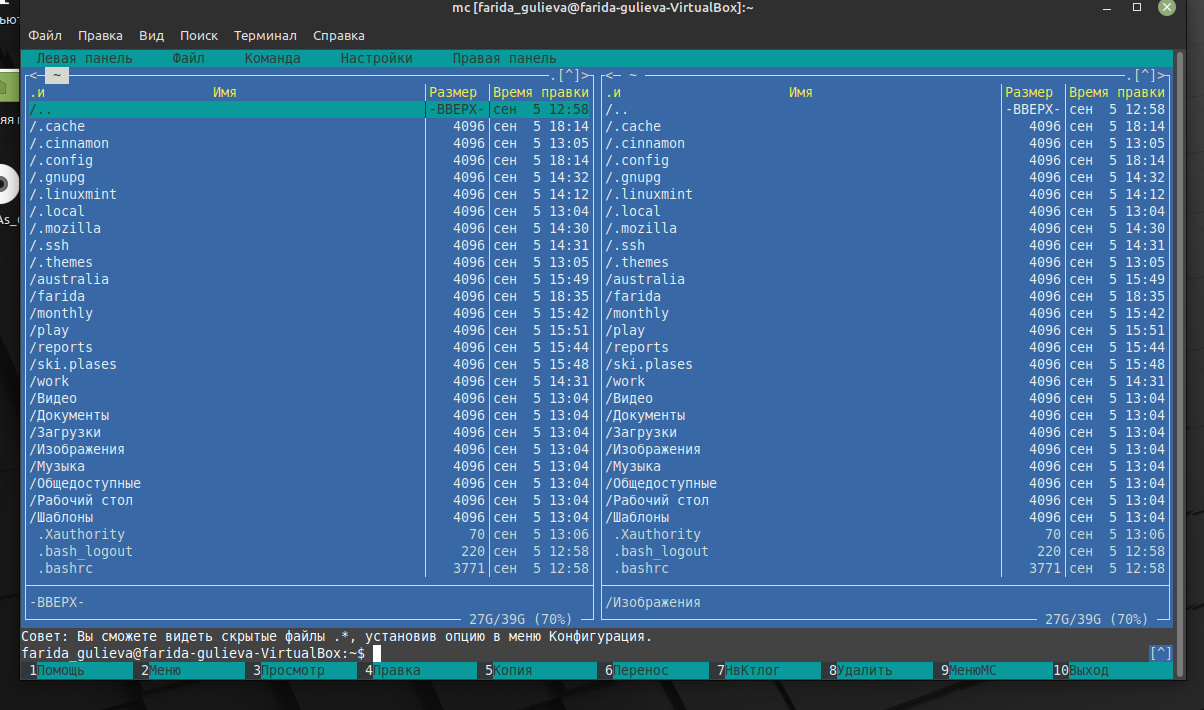 mc [farida_gulieva@farida-gulieva-VirtualBox]:~
Файл Правка Вид Поиск Терминал Справка
Левая панель Файл Команда Настройки Правая панель
<─ ~ .[^]> <─ ~ .[^]>
.и Имя Размер Время правки .и Имя Размер Время правки
/.. -ВВЕРХ- сен 5 12:58 /.. -ВВЕРХ- сен 5 12:58
/.cache 4096 сен 5 18:14 /.cache 4096 сен 5 18:14
/.cinnamon 4096 сен 5 13:05 /.cinnamon 4096 сен 5 13:05
/.config 4096 сен 5 18:14 /.config 4096 сен 5 18:14
/.gnupg 4096 сен 5 14:32 /.gnupg 4096 сен 5 14:32
/.linuxmint 4096 сен 5 14:12 /.linuxmint 4096 сен 5 14:12
/.local 4096 сен 5 13:04 /.local 4096 сен 5 13:04
/.mozilla 4096 сен 5 14:30 /.mozilla 4096 сен 5 14:30
/.ssh 4096 сен 5 14:31 /.ssh 4096 сен 5 14:31
/.themes 4096 сен 5 13:05 /.themes 4096 сен 5 13:05
/australia 4096 сен 5 15:49 /australia 4096 сен 5 15:49
/farida 4096 сен 5 18:35 /farida 4096 сен 5 18:35
/monthly 4096 сен 5 15:42 /monthly 4096 сен 5 15:42
/play 4096 сен 5 15:51 /play 4096 сен 5 15:51
/reports 4096 сен 5 15:44 /reports 4096 сен 5 15:44
/ski.plases 4096 сен 5 15:48 /ski.plases 4096 сен 5 15:48
/work 4096 сен 5 14:31 /work 4096 сен 5 14:31
/Видео 4096 сен 5 13:04 /Видео 4096 сен 5 13:04
/Документы 4096 сен 5 13:04 /Документы 4096 сен 5 13:04
/Загрузки 4096 сен 5 13:04 /Загрузки 4096 сен 5 13:04
/Изображения 4096 сен 5 13:04 /Изображения 4096 сен 5 13:04
/Музыка 4096 сен 5 13:04 /Музыка 4096 сен 5 13:04
/Общедоступные 4096 сен 5 13:04 /Общедоступные 4096 сен 5 13:04
/Рабочий стол 4096 сен 5 13:04 /Рабочий стол 4096 сен 5 13:04
/Шаблоны 4096 сен 5 13:04 /Шаблоны 4096 сен 5 13:04
.Xauthority 70 сен 5 13:06 .Xauthority 70 сен 5 13:06
.bash_logout 220 сен 5 12:58 .bash_logout 220 сен 5 12:58
.bashrc 3771 сен 5 12:58 .bashrc 3771 сен 5 12:58
-ВВЕРХ- /Изображения
27G/39G (70%) 27G/39G (70%)
Совет: Вы сможете видеть скрытые файлы .*, установив опцию в меню Конфигурация.
farida_gulieva@farida-gulieva-VirtualBox:~$ [^]
1Помощь 2Меню 3Просмотр 4Правка 5Копия 6Перенос 7НвКтлог 8Удалить 9МенюМС 10Выход